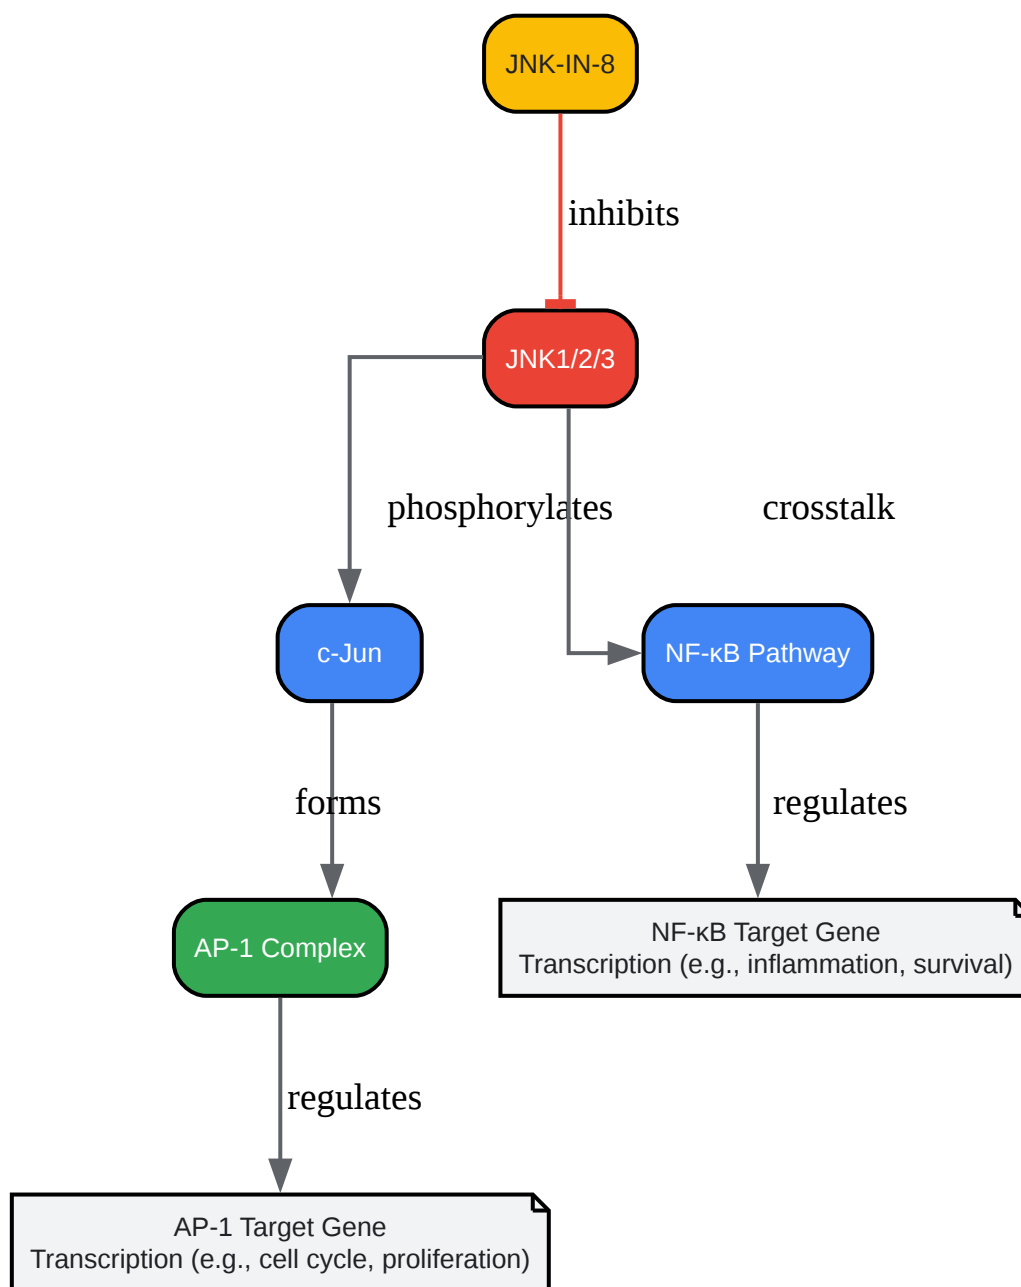 JNK-IN-8
inhibits
JNK1/2/3
phosphorylates
crosstalk
c-Jun
NF-κB Pathway
forms
regulates
AP-1 Complex
NF-κB Target Gene
Transcription (e.g., inflammation, survival)
regulates
AP-1 Target Gene
Transcription (e.g., cell cycle, proliferation)